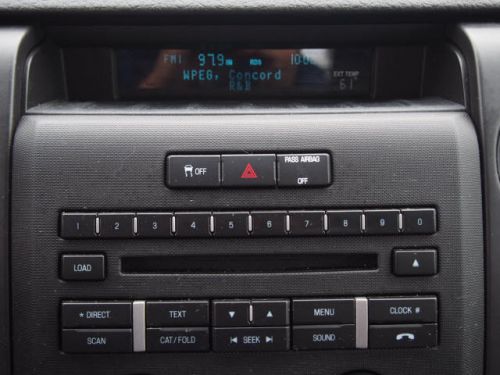 FM1 97.9 RDS
WPEG, Concord
R&B
EXT TEMP
61°
OFF
PASS AIRBAG
OFF
1 2 3 4 5 6 7 8 9 0
LOAD
* DIRECT TEXT MENU CLOCK #
SCAN CAT/FOLD SEEK SOUND